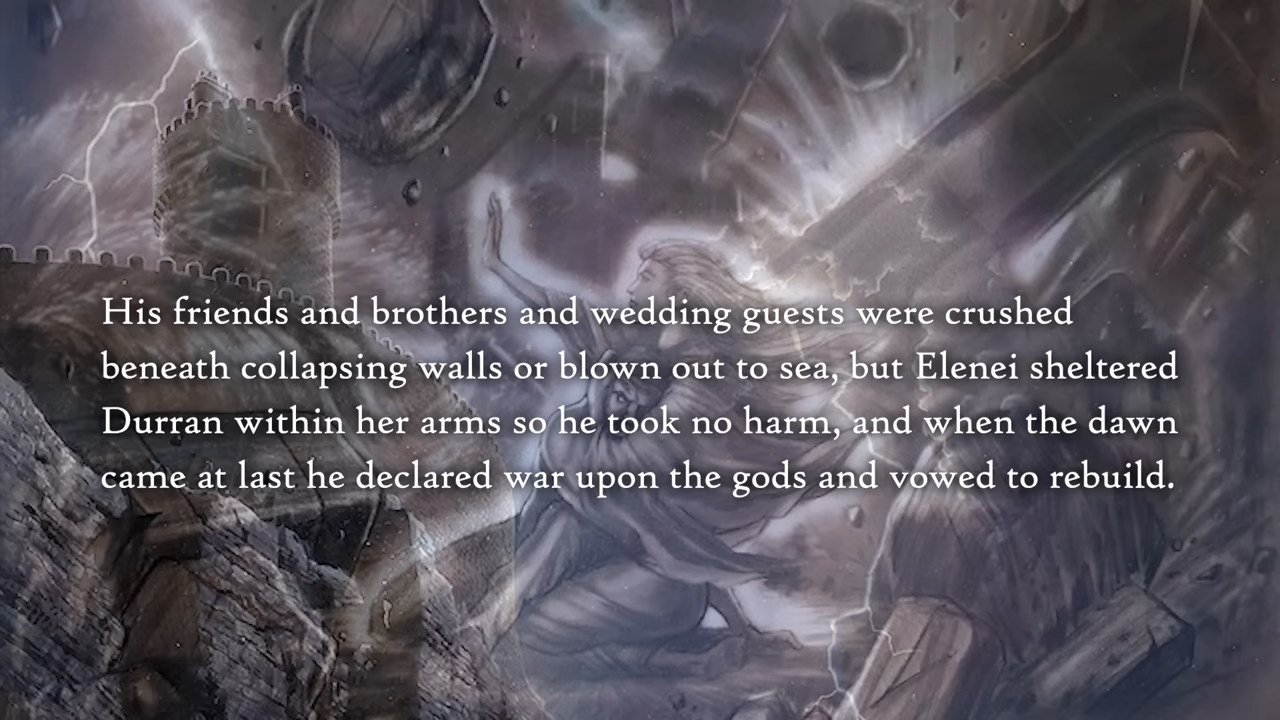 His friends and brothers and wedding guests were crushed
beneath collapsing walls or blown out to sea, but Elenei sheltered
Durran within her arms so he took no harm, and when the dawn
came at last he declared war upon the gods and vowed to rebuild.